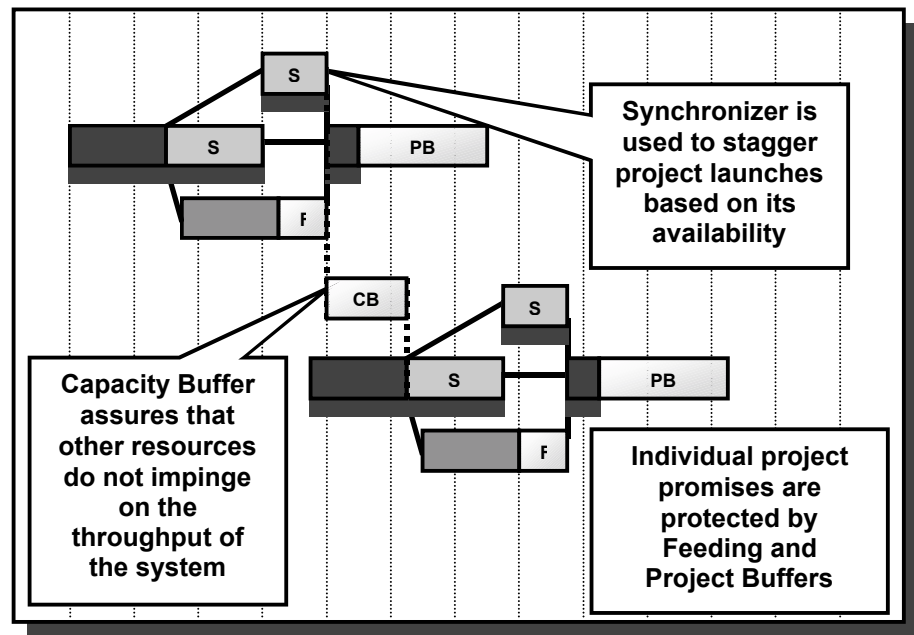 S
Synchronizer is
used to stagger
project launches
based on its
availability
S
PB
F
CB
S
Capacity Buffer
assures that
other resources
do not impinge
on the
throughput of
the system
S
PB
F
Individual project
promises are
protected by
Feeding and
Project Buffers